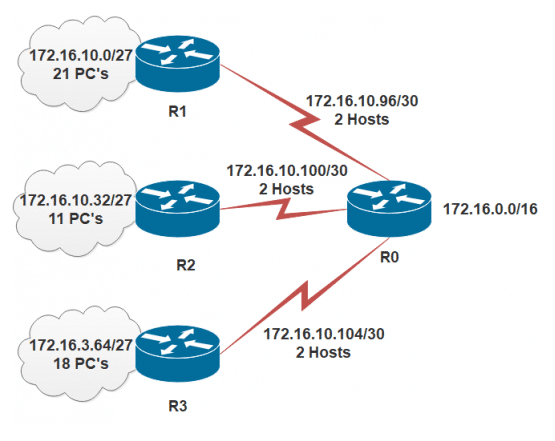 172.16.10.0/27
21 PC's
R1
172.16.10.96/30
2 Hosts
172.16.10.100/30
2 Hosts
172.16.10.32/27
11 PC's
R2
172.16.0.0/16
R0
172.16.10.104/30
2 Hosts
172.16.3.64/27
18 PC's
R3